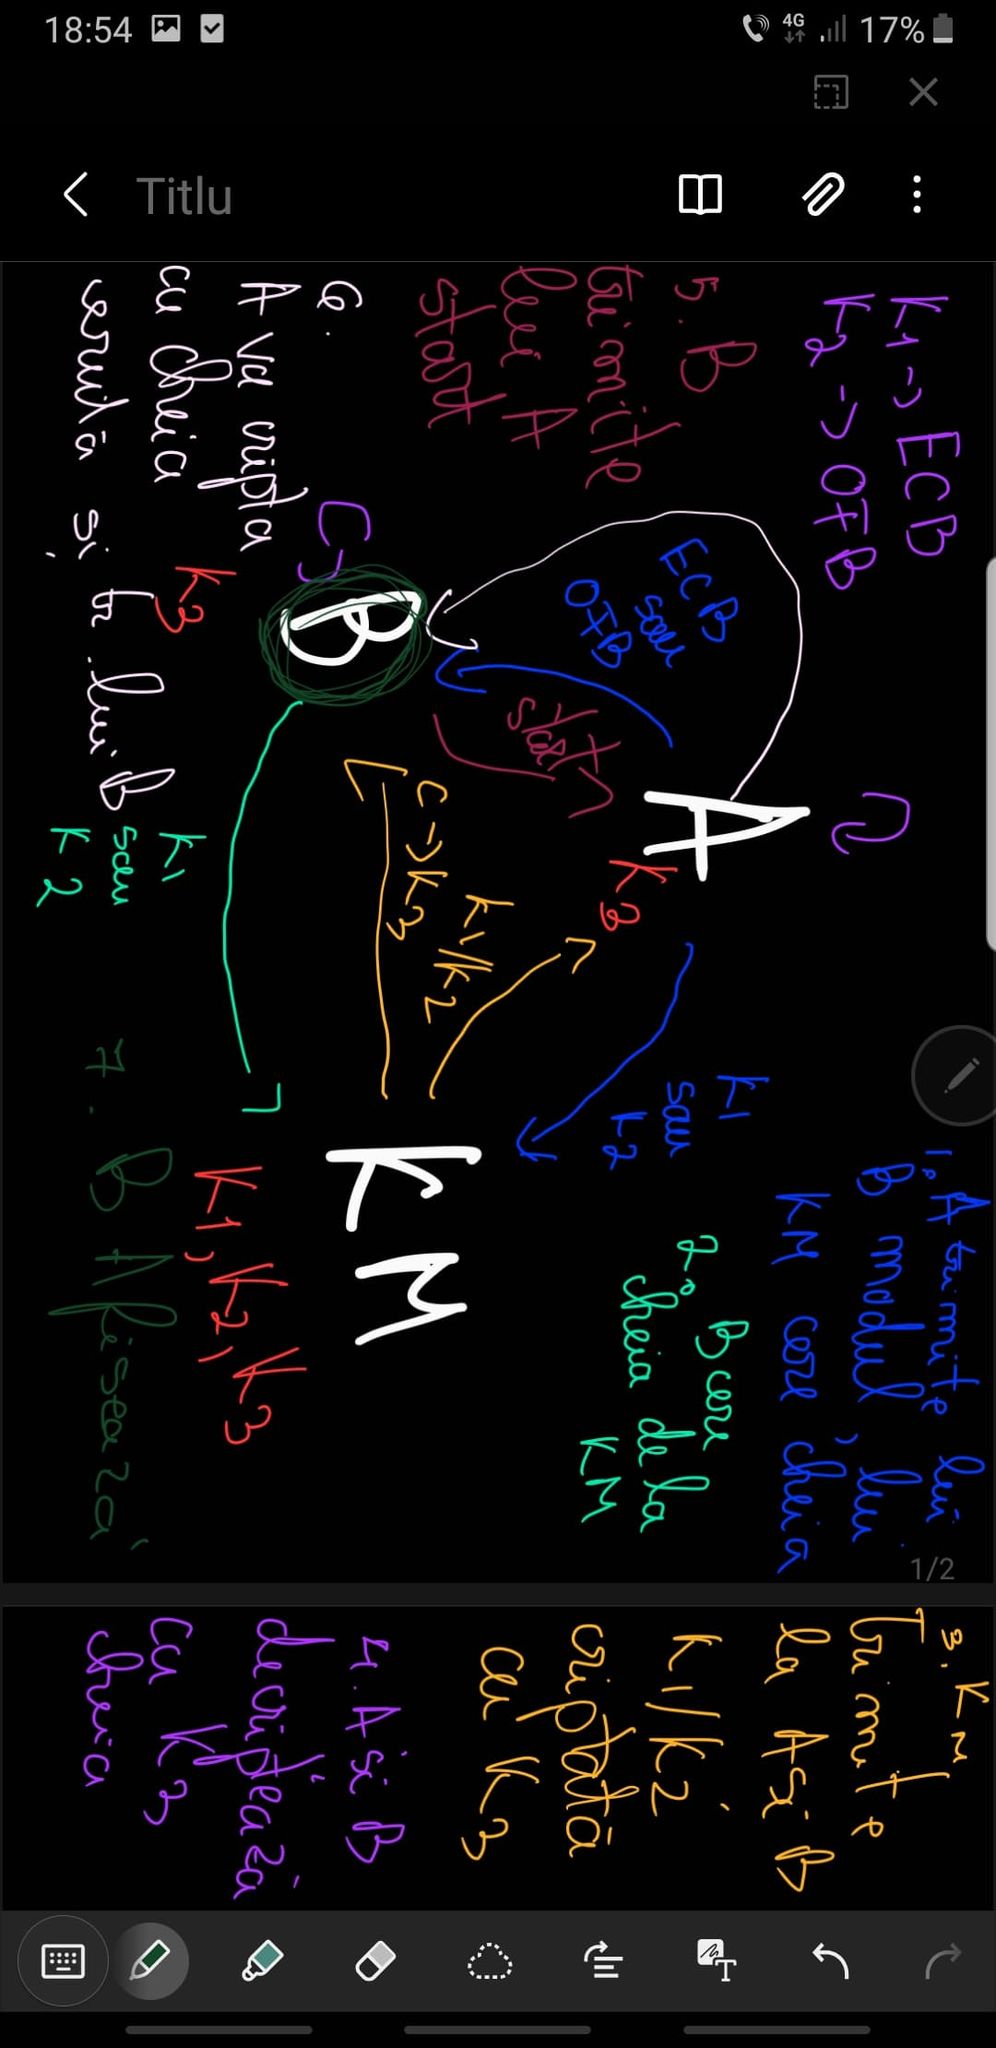 K1 -> ECB
K2 -> OFB
1. A trimite lui
B modul, lui
KM cere cheia
K1
sau
K2
2. B cere
cheia de la
KM
3. KM
trimite
la A și B
K1/K2
criptată
cu K3
4. A și B
decriptează
cu K3
cheia
5. B
trimite
lui A
start
6.
A va cripta
cu cheia
cerută și tr. lui B
7. B Afisează
A
K3
ECB
sau
OFB
start
K1/K2
C -> K3
C ->
B
K3
KM
K1, K2, K3
K1
sau
K2
1/2
Titlu
18:54
4G
17%